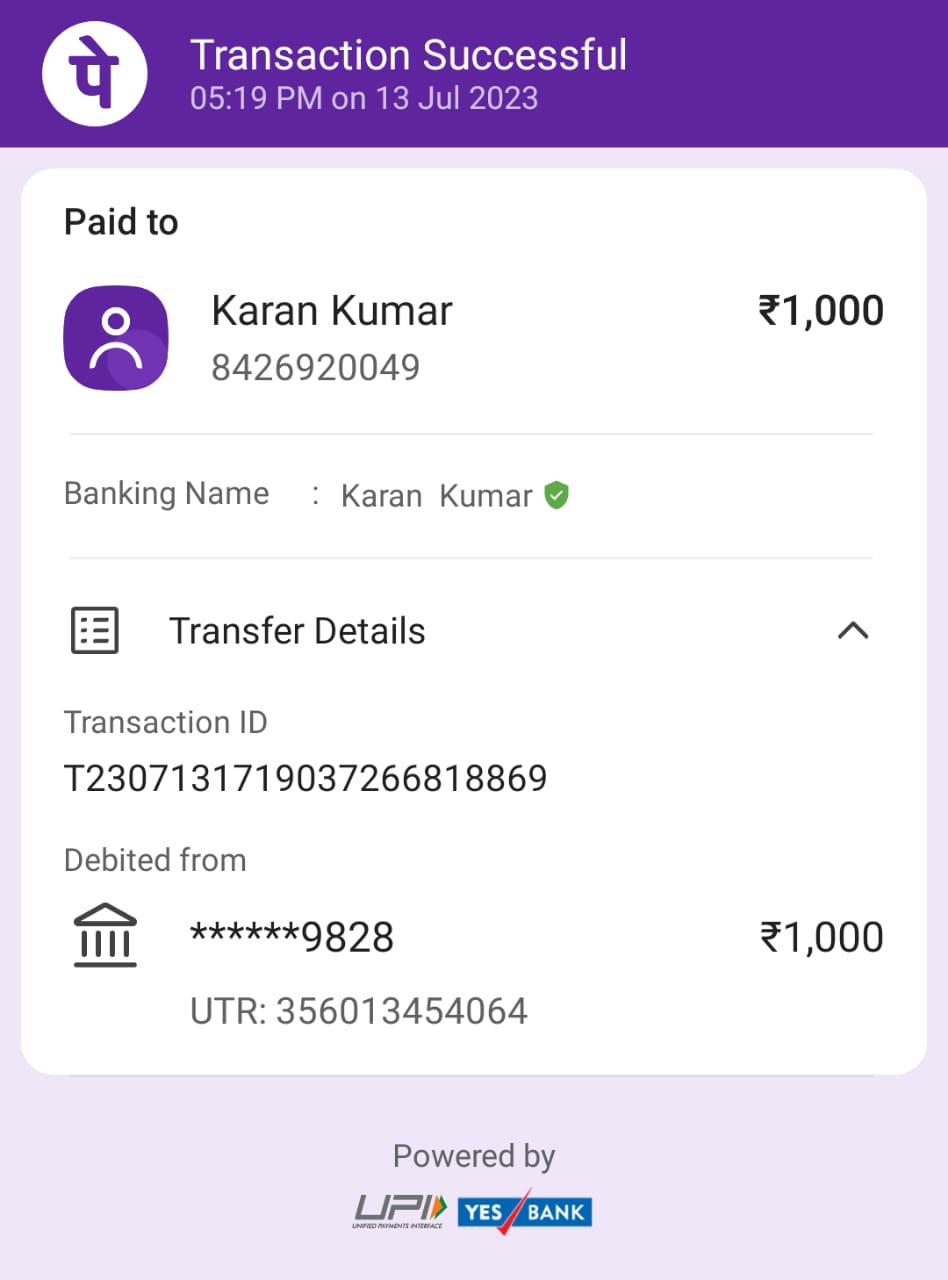 पे
Transaction Successful
05:19 PM on 13 Jul 2023
Paid to
Karan Kumar
₹1,000
8426920049
Banking Name : Karan Kumar
Transfer Details
Transaction ID
T2307131719037266818869
Debited from
******9828
₹1,000
UTR: 356013454064
Powered by
UPI
UNIFIED PAYMENTS INTERFACE
YES BANK